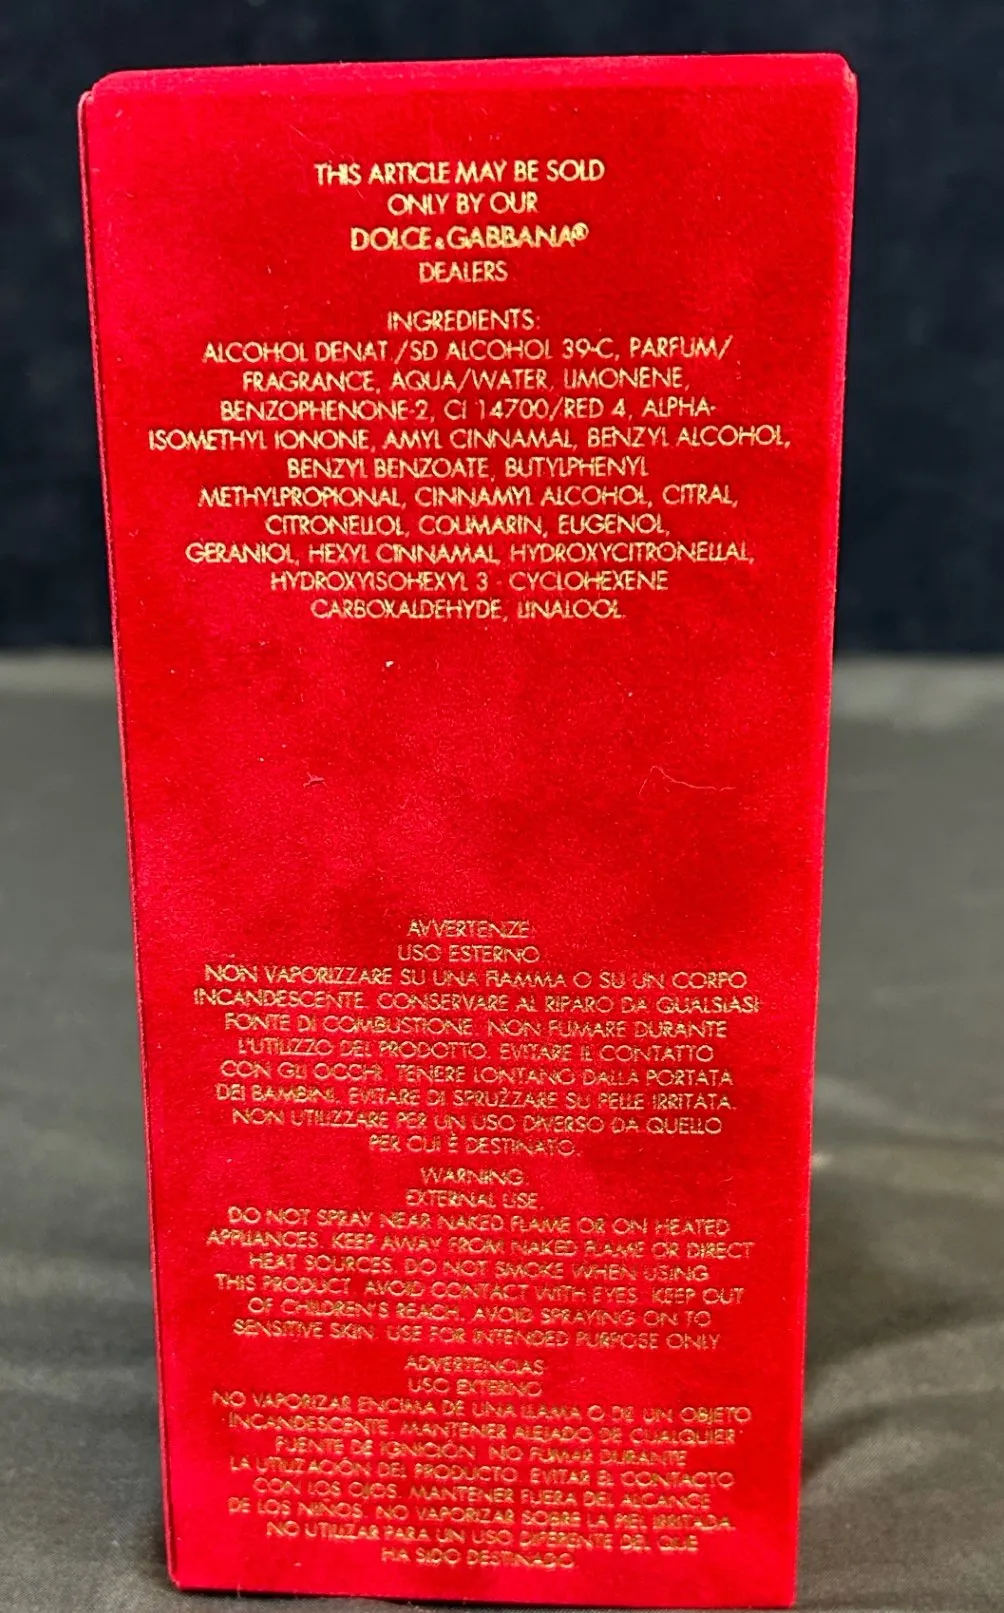 THIS ARTICLE MAY BE SOLD
ONLY BY OUR
DOLCE & GABBANA®
DEALERS
INGREDIENTS:
ALCOHOL DENAT./SD ALCOHOL 39-C, PARFUM/
FRAGRANCE, AQUA/WATER, LIMONENE,
BENZOPHENONE-2, CI 14700/RED 4, ALPHA-
ISOMETHYL IONONE, AMYL CINNAMAL, BENZYL ALCOHOL,
BENZYL BENZOATE, BUTYLPHENYL
METHYLPROPIONAL, CINNAMYL ALCOHOL, CITRAL,
CITRONELLOL, COUMARIN, EUGENOL,
GERANIOL, HEXYL CINNAMAL, HYDROXYCITRONELLAL,
HYDROXYISOHEXYL 3 - CYCLOHEXENE
CARBOXALDEHYDE, LINALOOL.
AVVERTENZE:
USO ESTERNO
NON VAPORIZZARE SU UNA FIAMMA O SU UN CORPO
INCANDESCENTE. CONSERVARE AL RIPARO DA QUALSIASI
FONTE DI COMBUSTIONE. NON FUMARE DURANTE
L'UTILIZZO DEL PRODOTTO. EVITARE IL CONTATTO
CON GLI OCCHI. TENERE LONTANO DALLA PORTATA
DEI BAMBINI. EVITARE DI SPRUZZARE SU PELLE IRRITATA.
NON UTILIZZARE PER UN USO DIVERSO DA QUELLO
PER CUI È DESTINATO.
WARNING:
EXTERNAL USE.
DO NOT SPRAY NEAR NAKED FLAME OR ON HEATED
APPLIANCES. KEEP AWAY FROM NAKED FLAME OR DIRECT
HEAT SOURCES. DO NOT SMOKE WHEN USING
THIS PRODUCT. AVOID CONTACT WITH EYES. KEEP OUT
OF CHILDREN'S REACH. AVOID SPRAYING ON TO
SENSITIVE SKIN. USE FOR INTENDED PURPOSE ONLY
ADVERTENCIAS:
USO EXTERNO
NO VAPORIZAR ENCIMA DE UNA LLAMA O DE UN OBJETO
INCANDESCENTE. MANTENER ALEJADO DE CUALQUIER
FUENTE DE IGNICIÓN. NO FUMAR DURANTE
LA UTILIZACIÓN DEL PRODUCTO. EVITAR EL CONTACTO
CON LOS OJOS. MANTENER FUERA DEL ALCANCE
DE LOS NIÑOS. NO VAPORIZAR SOBRE LA PIEL IRRITADA.
NO UTILIZAR PARA UN USO DIFERENTE DEL QUE
HA SIDO DESTINADO.